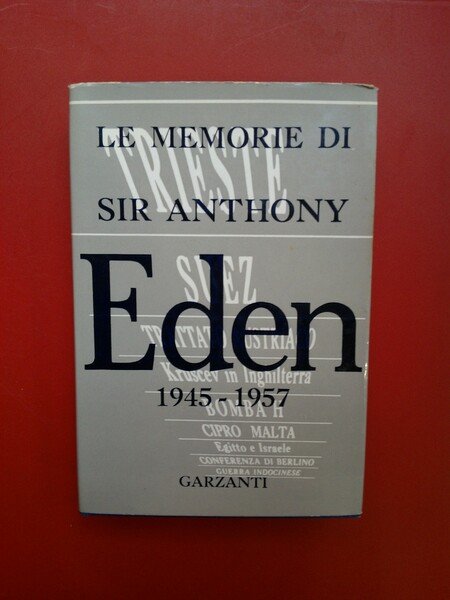 LE MEMORIE DI
TRIESTE
SIR ANTHONY
SUEZ
Eden
TRATTATO AUSTRIACO
Kruscev in Inghilterra
1945-1957
BOMBA H
CIPRO MALTA
Egitto e Israele
CONFERENZA DI BERLINO
GUERRA INDOCINESE
GARZANTI